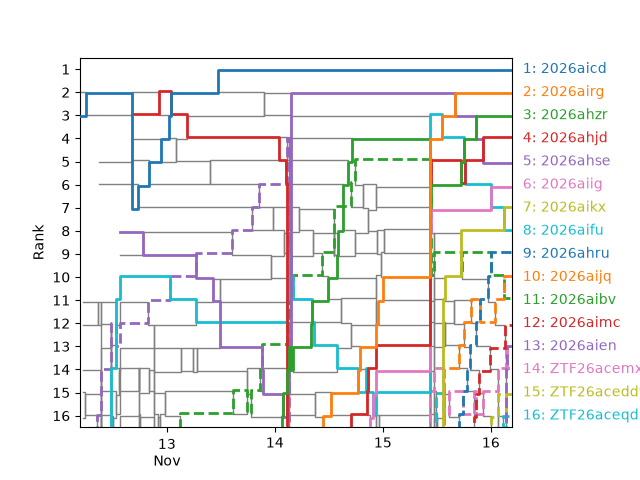 1
2
3
4
5
6
7
8
9
10
11
12
13
14
15
16
Rank
13
14
15
16
Nov
1: 2026aicd
2: 2026airg
3: 2026ahzr
4: 2026ahjd
5: 2026ahse
6: 2026aiig
7: 2026aikx
8: 2026aifu
9: 2026ahru
10: 2026aijq
11: 2026aibv
12: 2026aimc
13: 2026aien
14: ZTF26acemx
15: ZTF26acedd
16: ZTF26aceqd